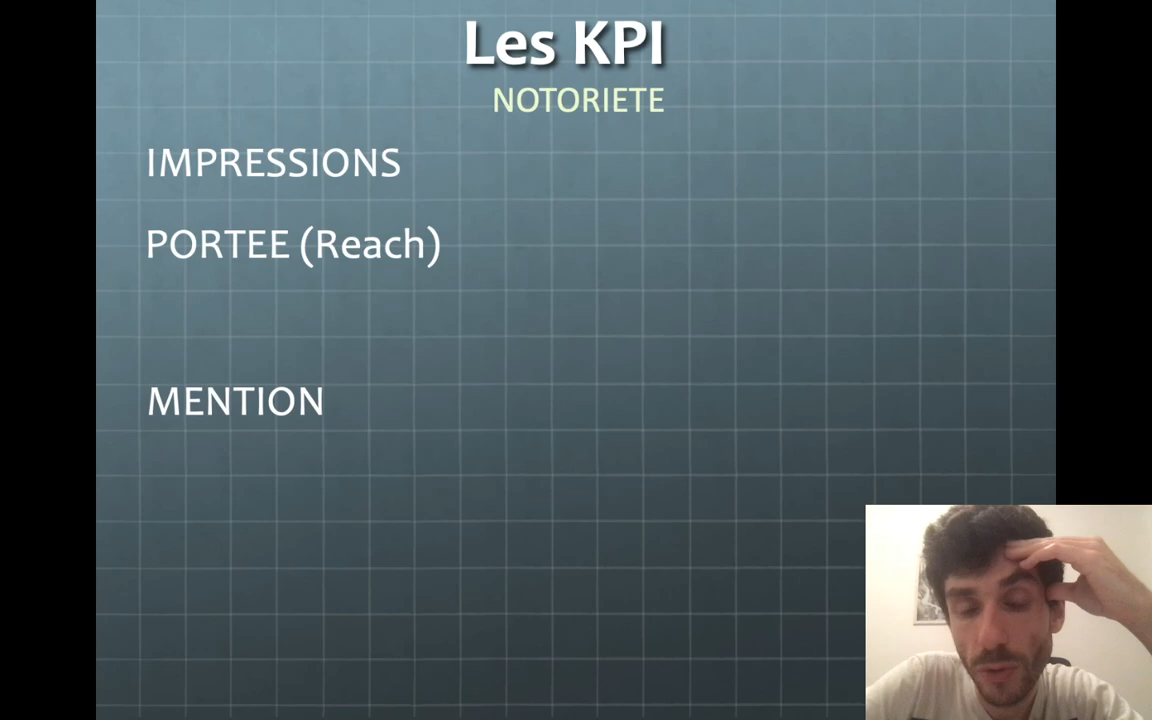 Les KPI
NOTORIETE
IMPRESSIONS
PORTEE (Reach)
MENTION